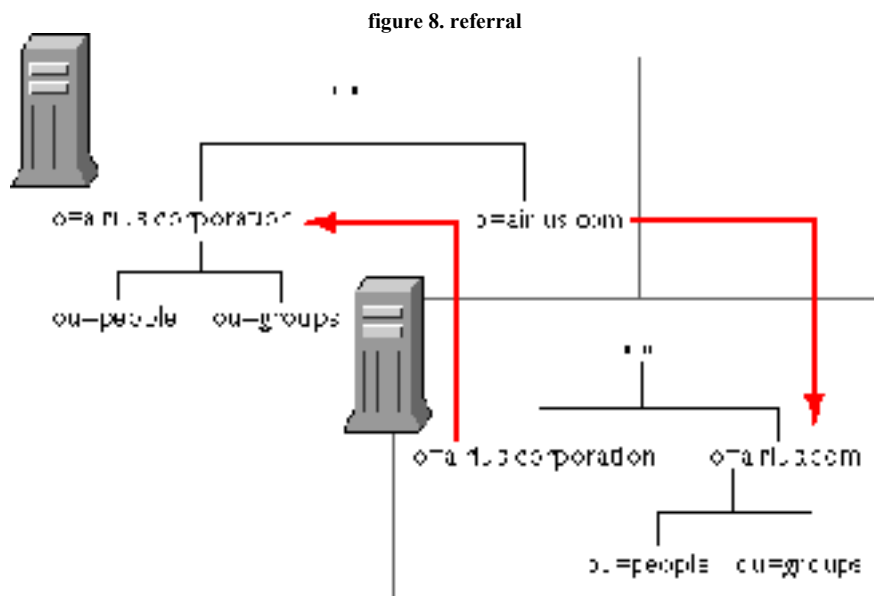 figure 8. referral
o=airius corporation
o=airius.com
ou=people
ou=groups
o=airius corporation
o=airius.com
ou=people
ou=groups